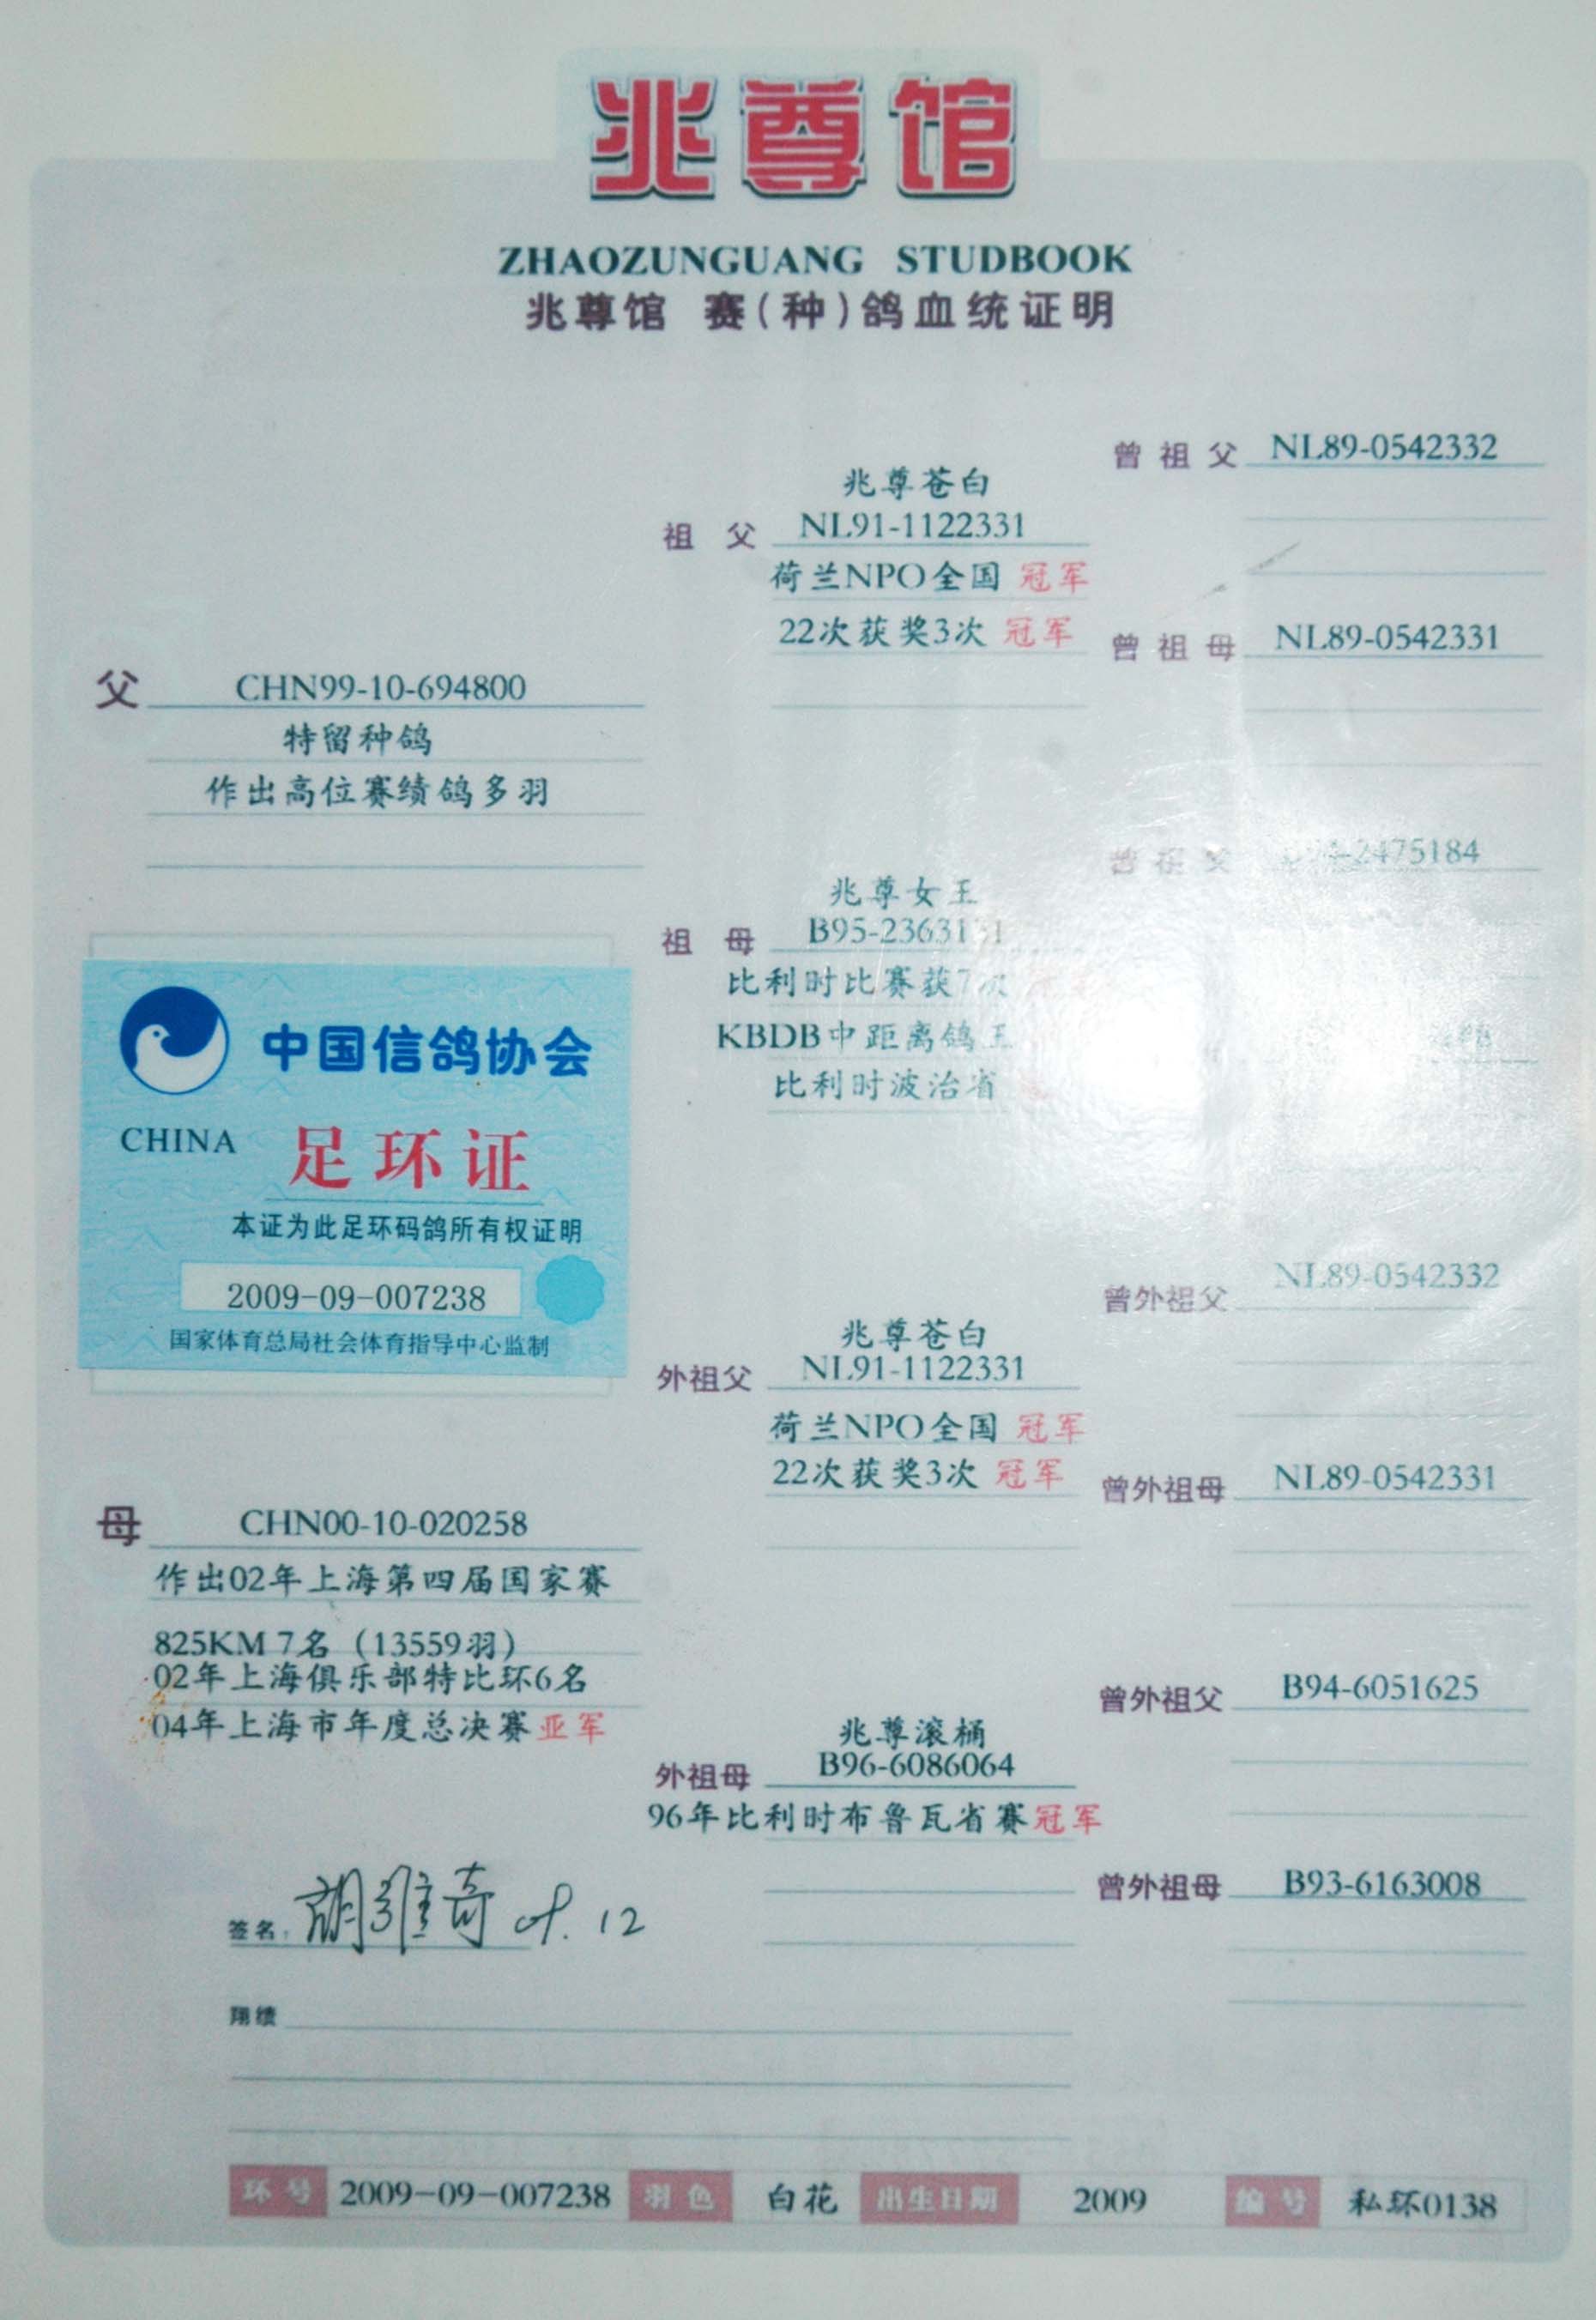 兆尊馆
ZHAOZUNGUANG STUDBOOK
兆尊馆 赛(种)鸽血统证明
曾祖父 NL89-0542332
兆尊苍白
祖父 NL91-1122331
荷兰NPO全国 冠军
22次获奖3次 冠军
曾祖母 NL89-0542331
父 CHN99-10-694800
特留种鸽
作出高位赛绩鸽多羽
曾祖父 2475184
兆尊女王
祖母
比利时比赛获7次
KBDB中距离鸽王
比利时波治省
中国信鸽协会
CHINA 足环证
本证为此足环码鸽所有权证明
2009-09-007238
国家体育总局社会体育指导中心监制
曾外祖父 NL89-0542332
兆尊苍白
外祖父 NL91-1122331
荷兰NPO全国 冠军
22次获奖3次 冠军
曾外祖母 NL89-0542331
母 CHN00-10-020258
作出02年上海第四届国家赛
825KM 7名（13559羽）
02年上海俱乐部特比环6名
04年上海市年度总决赛亚军
曾外祖父 B94-6051625
兆尊滚桶
外祖母 B96-6086064
96年比利时布鲁瓦省赛冠军
曾外祖母 B93-6163008
签名: 胡雅奇 09.12
翔绩
环号 2009-09-007238 羽色 白花 出生日期 2009 编号 私环0138